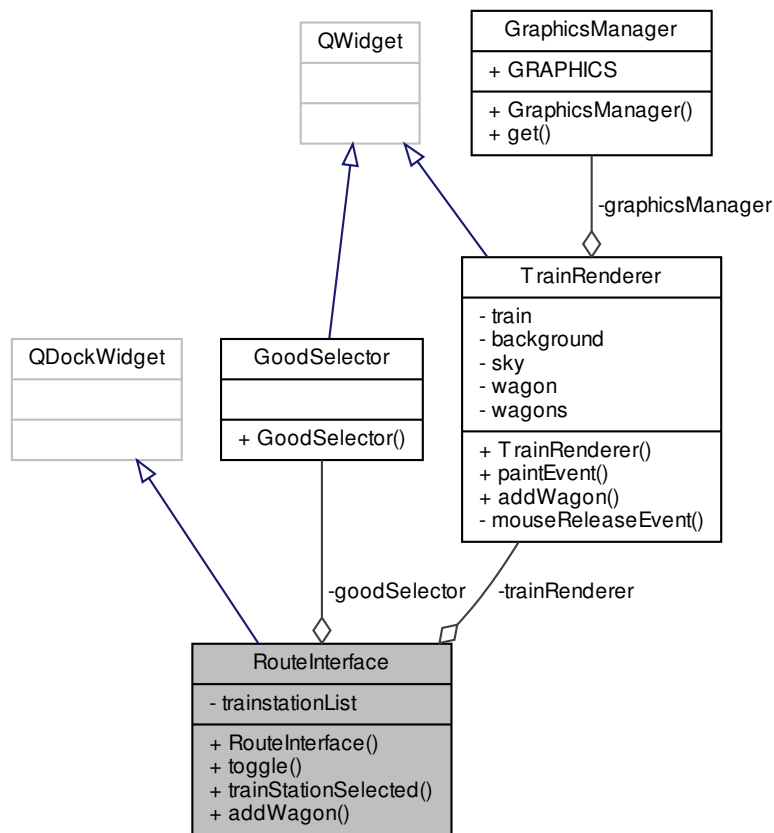 QWidget
GraphicsManager
+ GRAPHICS
+ GraphicsManager()
+ get()
-graphicsManager
TrainRenderer
- train
- background
- sky
- wagon
- wagons
+ TrainRenderer()
+ paintEvent()
+ addWagon()
- mouseReleaseEvent()
QDockWidget
GoodSelector
+ GoodSelector()
-goodSelector
-trainRenderer
RouteInterface
- trainstationList
+ RouteInterface()
+ toggle()
+ trainStationSelected()
+ addWagon()